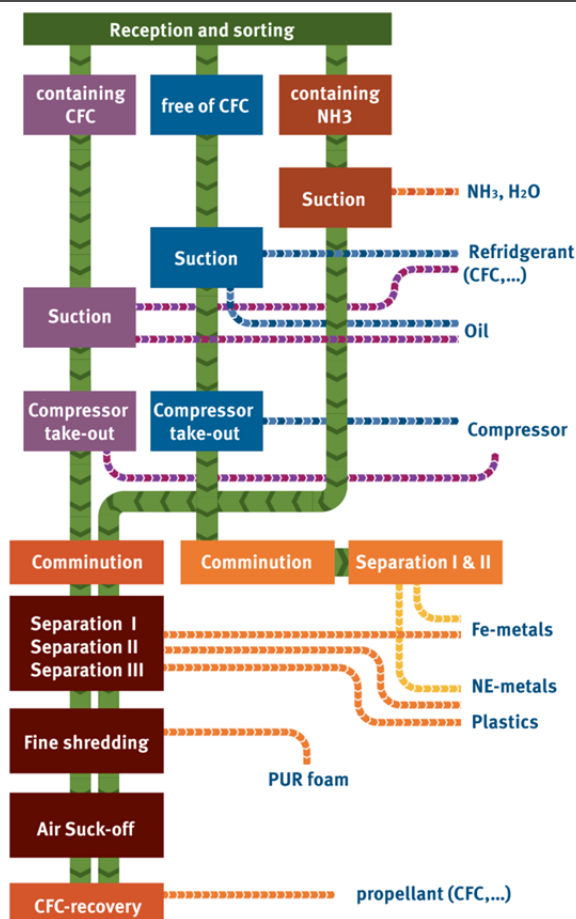 Reception and sorting
containing
CFC
free of CFC
containing
NH3
Suction
NH₃, H₂O
Suction
Refridgerant
(CFC,...)
Suction
Oil
Compressor
take-out
Compressor
take-out
Compressor
Comminution
Comminution
Separation I & II
Separation I
Separation II
Separation III
Fe-metals
NE-metals
Plastics
Fine shredding
PUR foam
Air Suck-off
CFC-recovery
propellant (CFC,...)